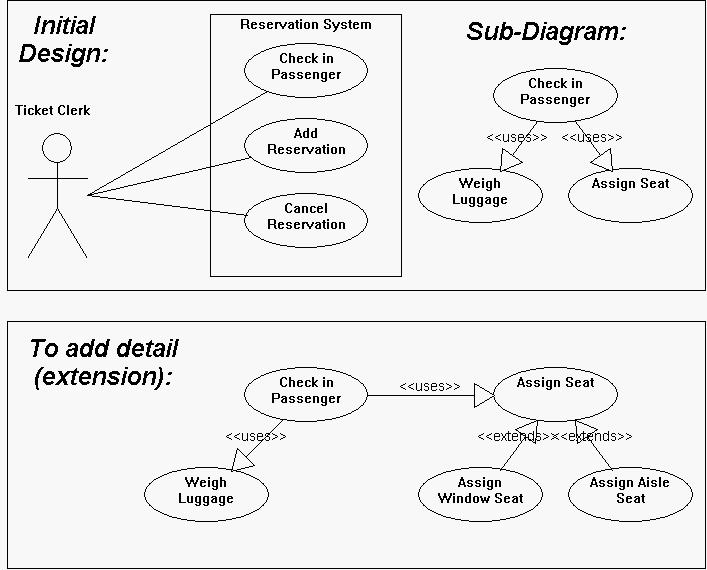 Initial
Design:
Reservation System
Sub-Diagram:
Check in
Passenger
Check in
Passenger
Ticket Clerk
Add
Reservation
<<uses>>
<<uses>>
Weigh
Luggage
Assign Seat
Cancel
Reservation
To add detail
(extension):
Check in
Passenger
<<uses>>
Assign Seat
<<uses>>
<<extends>>
<<extends>>
Weigh
Luggage
Assign
Window Seat
Assign Aisle
Seat